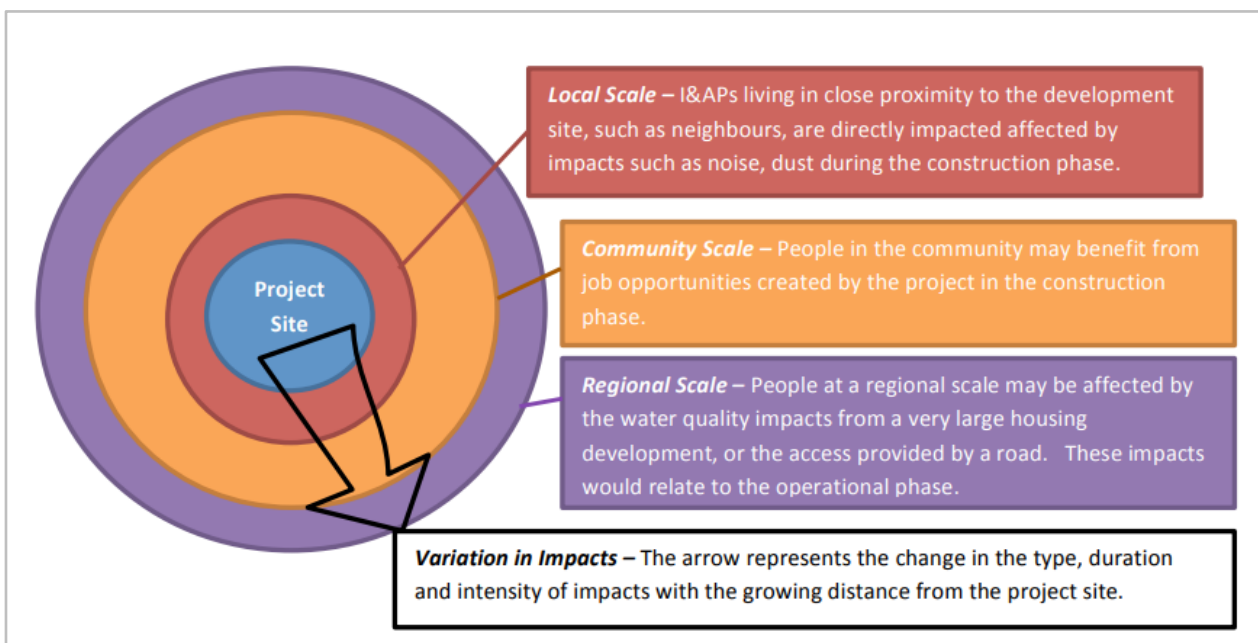 Project
Site
Local Scale – I&APs living in close proximity to the development
site, such as neighbours, are directly impacted affected by
impacts such as noise, dust during the construction phase.
Community Scale – People in the community may benefit from
job opportunities created by the project in the construction
phase.
Regional Scale – People at a regional scale may be affected by
the water quality impacts from a very large housing
development, or the access provided by a road.   These impacts
would relate to the operational phase.
Variation in Impacts – The arrow represents the change in the type, duration
and intensity of impacts with the growing distance from the project site.